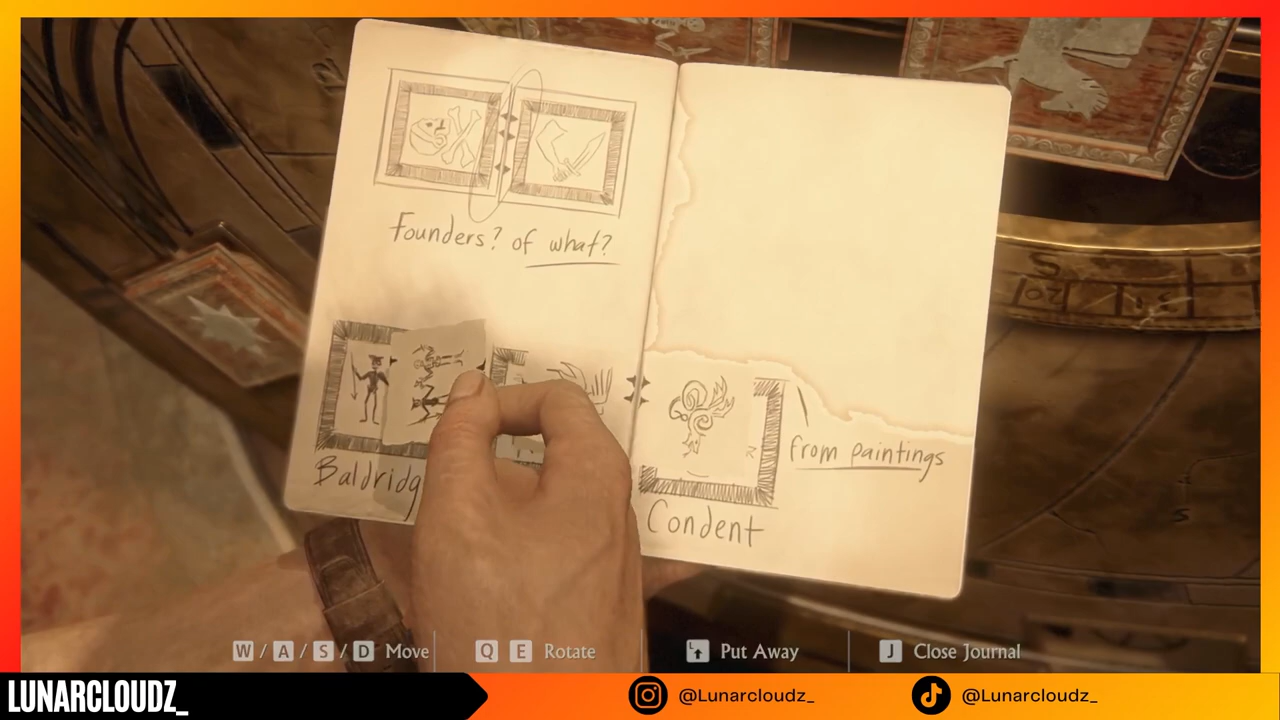 Founders? of what?
Baldridg
from paintings
Condent
W / A / S / D Move
Q E Rotate
Put Away
J Close Journal
LUNARCLOUDZ_
@Lunarcloudz_
@Lunarcloudz_